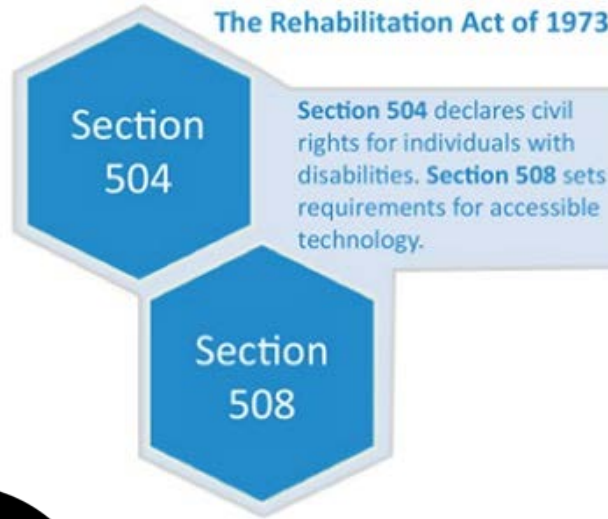 The Rehabilitation Act of 1973
Section
504
Section 504 declares civil
rights for individuals with
disabilities. Section 508 sets
requirements for accessible
technology.
Section
508